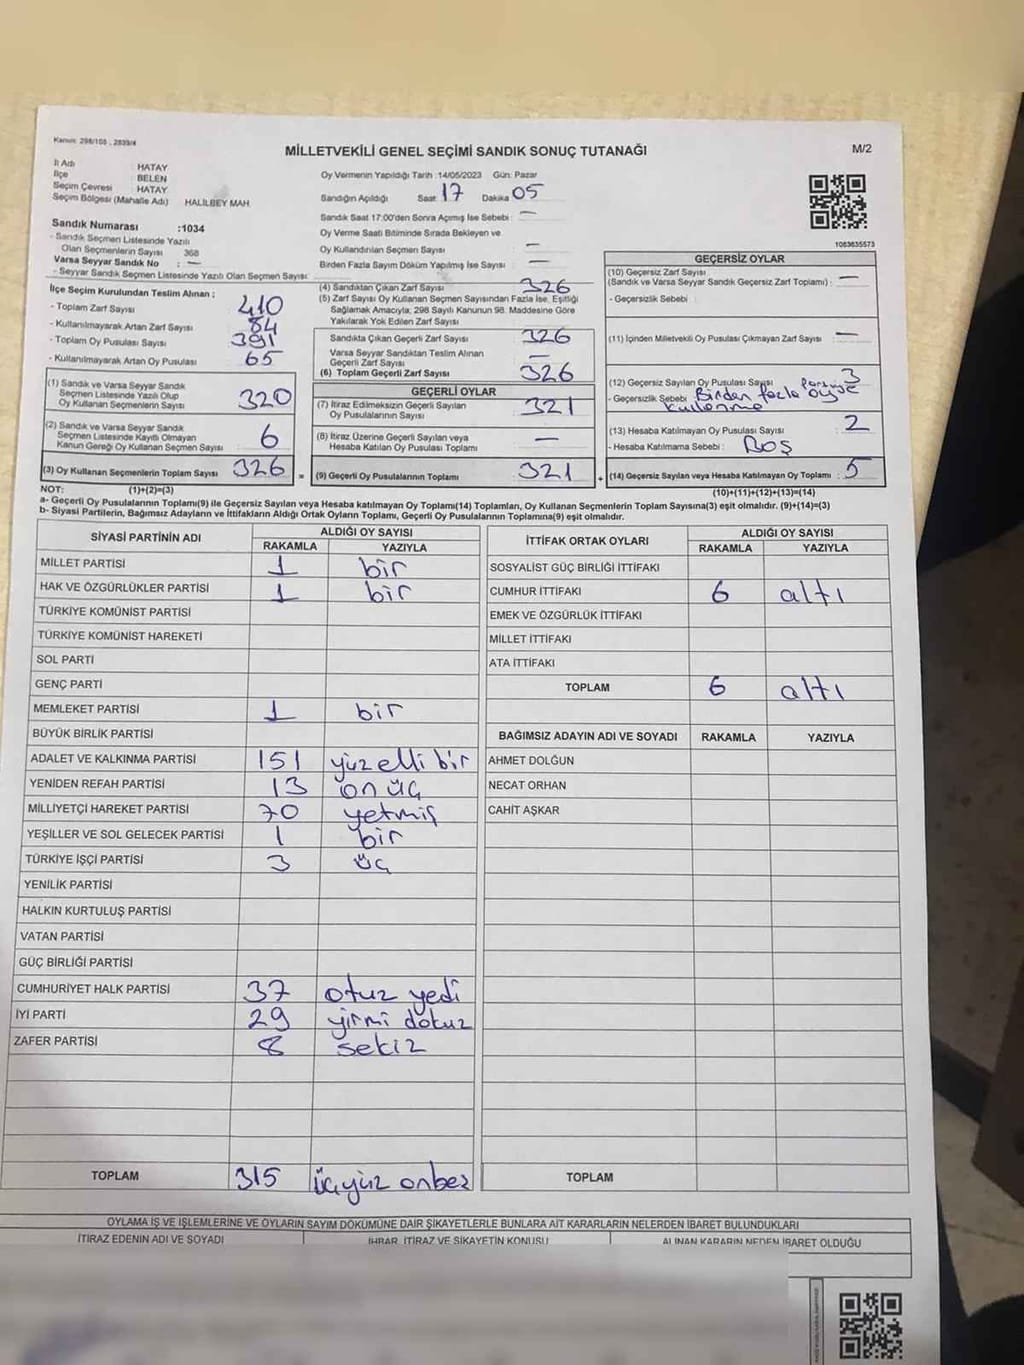 Kanun: 298/105 , 2839/4
MİLLETVEKİLİ GENEL SEÇİMİ SANDIK SONUÇ TUTANAĞI
M/2
İl Adı : HATAY
İlçe : BELEN
Seçim Çevresi : HATAY
Seçim Bölgesi (Mahalle Adı) HALİLBEY MAH.
Sandık Numarası :1034
- Sandık Seçmen Listesinde Yazılı
Olan Seçmenlerin Sayısı 368
Varsa Seyyar Sandık No : —
- Seyyar Sandık Seçmen Listesinde Yazılı Olan Seçmen Sayısı:
Oy Vermenin Yapıldığı Tarih :14/05/2023 Gün: Pazar
Sandığın Açıldığı Saat 17 Dakika 05
Sandık Saat 17:00'den Sonra Açımış İse Sebebi : —
Oy Verme Saati Bitiminde Sırada Bekleyen ve
Oy Kullandırılan Seçmen Sayısı —
Birden Fazla Sayım Döküm Yapılmış İse Sayısı —
1083635573
İlçe Seçim Kurulundan Teslim Alınan ;
- Toplam Zarf Sayısı 410
- Kullanılmayarak Artan Zarf Sayısı 84
- Toplam Oy Pusulası Sayısı 391
- Kullanılmayarak Artan Oy Pusulası 65
(1) Sandık ve Varsa Seyyar Sandık
Seçmen Listesinde Yazılı Olup
Oy Kullanan Seçmenlerin Sayısı 320
(2) Sandık ve Varsa Seyyar Sandık
Seçmen Listesinde Kayıtlı Olmayan
Kanun Gereği Oy Kullanan Seçmen Sayısı 6
(3) Oy Kullanan Seçmenlerin Toplam Sayısı 326 =
(4) Sandıktan Çıkan Zarf Sayısı 326
(5) Zarf Sayısı Oy Kullanan Seçmen Sayısından Fazla İse, Eşitliği
Sağlamak Amacıyla; 298 Sayılı Kanunun 98. Maddesine Göre
Yakılarak Yok Edilen Zarf Sayısı
Sandıkta Çıkan Geçerli Zarf Sayısı 326
Varsa Seyyar Sandıktan Teslim Alınan
Geçerli Zarf Sayısı —
(6) Toplam Geçerli Zarf Sayısı 326
GEÇERLİ OYLAR
(7) İtiraz Edilmeksizin Geçerli Sayılan
Oy Pusulalarının Sayısı 321
(8) İtiraz Üzerine Geçerli Sayılan veya
Hesaba Katılan Oy Pusulası Toplamı —
(9) Geçerli Oy Pusulalarının Toplamı 321 +
GEÇERSİZ OYLAR
(10) Geçersiz Zarf Sayısı
(Sandık ve Varsa Seyyar Sandık Geçersiz Zarf Toplamı) : —
- Geçersizlik Sebebi :
(11) İçinden Milletvekili Oy Pusulası Çıkmayan Zarf Sayısı —
(12) Geçersiz Sayılan Oy Pusulası Sayısı 3
- Geçersizlik Sebebi : Birden fazla partiye oy
kullanma
(13) Hesaba Katılmayan Oy Pusulası Sayısı : 2
- Hesaba Katılmama Sebebi : BOŞ
(14) Geçersiz Sayılan veya Hesaba Katılmayan Oy Toplamı : 5
NOT: (1)+(2)=(3)
(10)+(11)+(12)+(13)=(14)
a- Geçerli Oy Pusulalarının Toplamı(9) ile Geçersiz Sayılan veya Hesaba katılmayan Oy Toplamı(14) Toplamları, Oy Kullanan Seçmenlerin Toplam Sayısına(3) eşit olmalıdır. (9)+(14)=(3)
b- Siyasi Partilerin, Bağımsız Adayların ve İttifakların Aldığı Ortak Oyların Toplamı, Geçerli Oy Pusulalarının Toplamına(9) eşit olmalıdır.
SİYASİ PARTİNİN ADI ALDIĞI OY SAYISI
RAKAMLA YAZIYLA
MİLLET PARTİSİ 1 bir
HAK VE ÖZGÜRLÜKLER PARTİSİ 1 bir
TÜRKİYE KOMÜNİST PARTİSİ
TÜRKİYE KOMÜNİST HAREKETİ
SOL PARTİ
GENÇ PARTİ
MEMLEKET PARTİSİ 1 bir
BÜYÜK BİRLİK PARTİSİ
ADALET VE KALKINMA PARTİSİ 151 yüz elli bir
YENİDEN REFAH PARTİSİ 13 on üç
MİLLİYETÇİ HAREKET PARTİSİ 70 yetmiş
YEŞİLLER VE SOL GELECEK PARTİSİ 1 bir
TÜRKİYE İŞÇİ PARTİSİ 3 üç
YENİLİK PARTİSİ
HALKIN KURTULUŞ PARTİSİ
VATAN PARTİSİ
GÜÇ BİRLİĞİ PARTİSİ
CUMHURİYET HALK PARTİSİ 37 otuz yedi
İYİ PARTİ 29 yirmi dokuz
ZAFER PARTİSİ 8 sekiz
TOPLAM 315 üçyüz onbeş
İTTİFAK ORTAK OYLARI ALDIĞI OY SAYISI
RAKAMLA YAZIYLA
SOSYALİST GÜÇ BİRLİĞİ İTTİFAKI
CUMHUR İTTİFAKI 6 altı
EMEK VE ÖZGÜRLÜK İTTİFAKI
MİLLET İTTİFAKI
ATA İTTİFAKI
TOPLAM 6 altı
BAĞIMSIZ ADAYIN ADI VE SOYADI RAKAMLA YAZIYLA
AHMET DOLĞUN
NECAT ORHAN
CAHİT AŞKAR
TOPLAM
OYLAMA İŞ VE İŞLEMLERİNE VE OYLARIN SAYIM DÖKÜMÜNE DAİR ŞİKAYETLERLE BUNLARA AİT KARARLARIN NELERDEN İBARET BULUNDUKLARI
İTİRAZ EDENİN ADI VE SOYADI İHBAR, İTİRAZ VE ŞİKAYETİN KONUSU ALINAN KARARIN NEDEN İBARET OLDUĞU